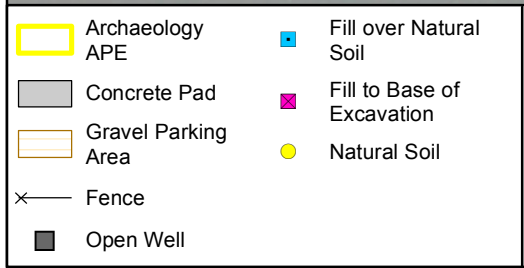 Archaeology
APE
Concrete Pad
Gravel Parking
Area
Fence
Open Well
Fill over Natural
Soil
Fill to Base of
Excavation
Natural Soil